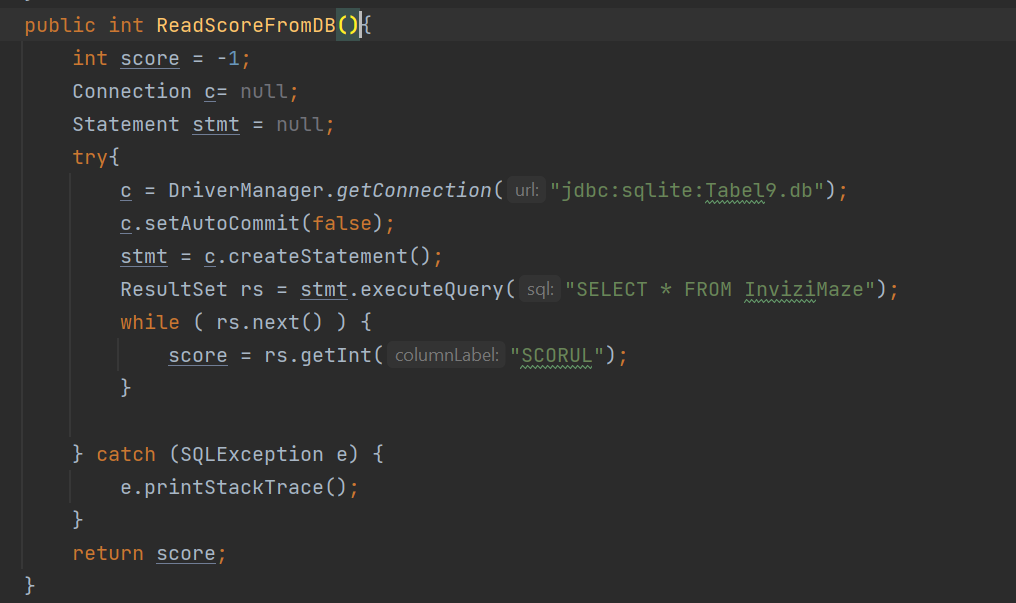 public int ReadScoreFromDB(){
int score = -1;
Connection c= null;
Statement stmt = null;
try{
c = DriverManager.getConnection( url: "jdbc:sqlite:Tabel9.db");
c.setAutoCommit(false);
stmt = c.createStatement();
ResultSet rs = stmt.executeQuery( sql: "SELECT * FROM InviziMaze");
while ( rs.next() ) {
score = rs.getInt( columnLabel: "SCORUL");
}
} catch (SQLException e) {
e.printStackTrace();
}
return score;
}